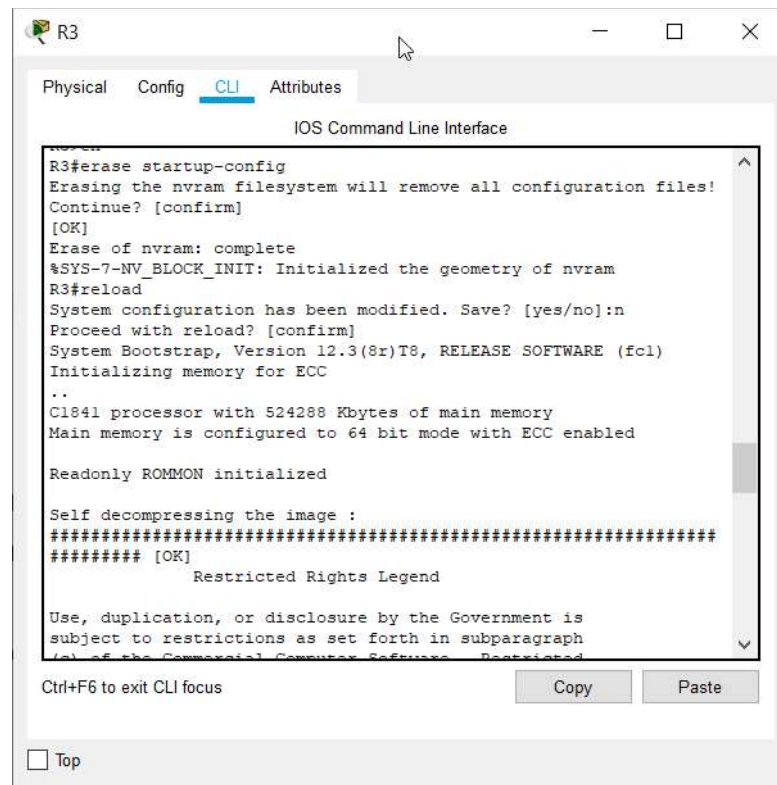 R3
Physical Config CLI Attributes
IOS Command Line Interface
R3#erase startup-config
Erasing the nvram filesystem will remove all configuration files!
Continue? [confirm]
[OK]
Erase of nvram: complete
%SYS-7-NV_BLOCK_INIT: Initialized the geometry of nvram
R3#reload
System configuration has been modified. Save? [yes/no]:n
Proceed with reload? [confirm]
System Bootstrap, Version 12.3(8r)T8, RELEASE SOFTWARE (fc1)
Initializing memory for ECC
..
C1841 processor with 524288 Kbytes of main memory
Main memory is configured to 64 bit mode with ECC enabled
Readonly ROMMON initialized
Self decompressing the image :
#################################################################
######### [OK]
Restricted Rights Legend
Use, duplication, or disclosure by the Government is
subject to restrictions as set forth in subparagraph
(c) of the Commercial Computer Software - Restricted
Ctrl+F6 to exit CLI focus
Copy Paste
Top